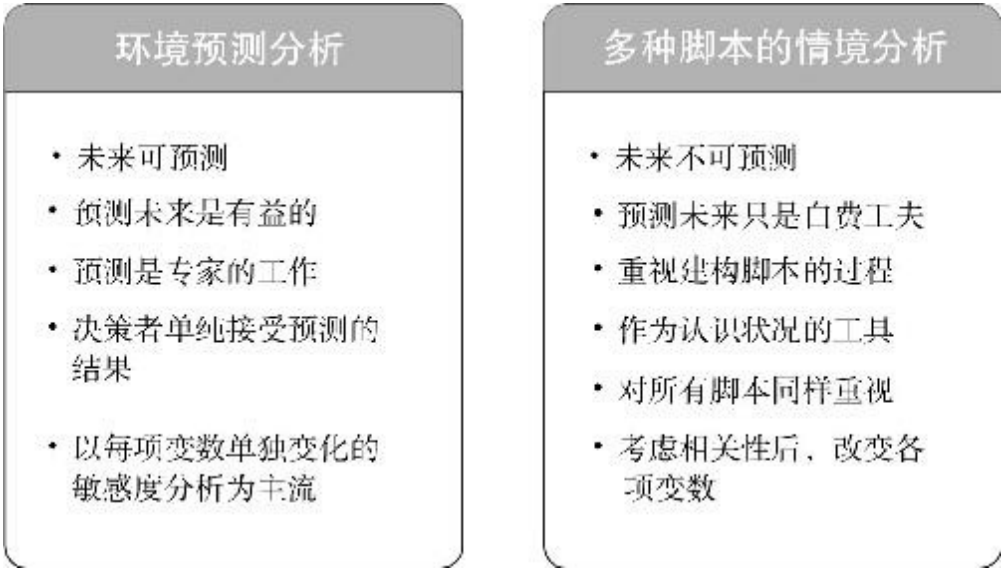 环境预测分析
• 未来可预测
• 预测未来是有益的
• 预测是专家的工作
• 决策者单纯接受预测的
结果
• 以每项变数单独变化的
敏感度分析为主流
多种脚本的情境分析
• 未来不可预测
• 预测未来只是白费工夫
• 重视建构脚本的过程
• 作为认识状况的工具
• 对所有脚本同样重视
• 考虑相关性后，改变各
项变数